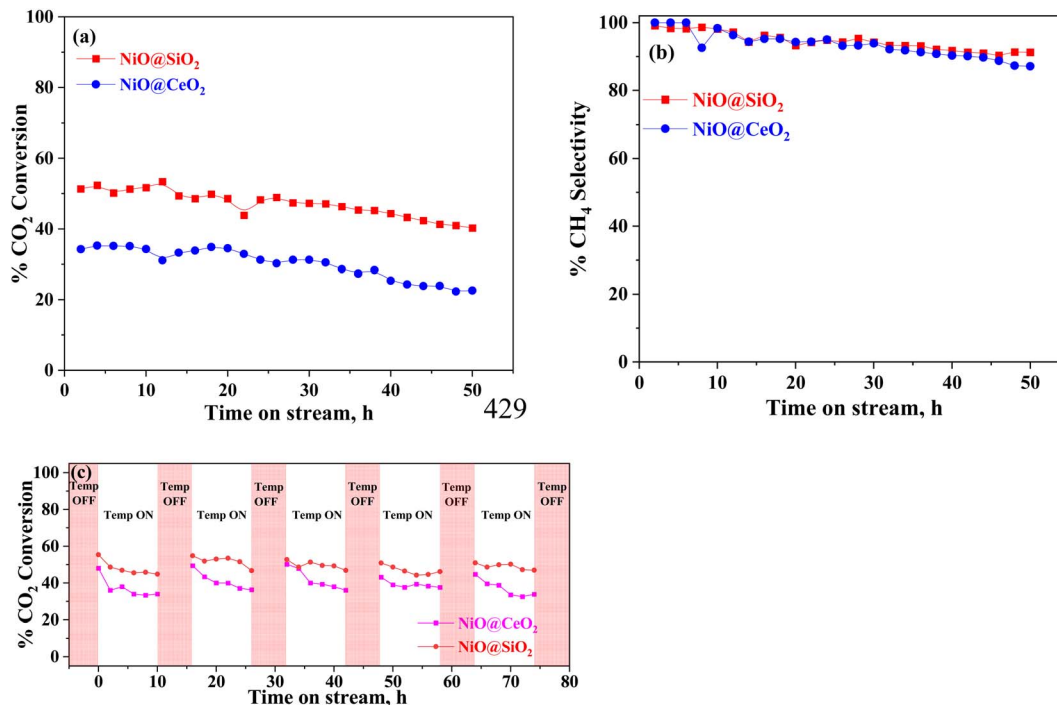 (a)
NiO@SiO2
NiO@CeO2
% CO2 Conversion
100
80
60
40
20
0
0 10 20 30 40 50
Time on stream, h
429
(b)
NiO@SiO2
NiO@CeO2
% CH4 Selectivity
100
80
60
40
20
0
0 10 20 30 40 50
Time on stream, h
(c)
Temp OFF
Temp ON
Temp OFF
Temp ON
Temp OFF
Temp ON
Temp OFF
Temp ON
Temp OFF
Temp ON
Temp OFF
NiO@CeO2
NiO@SiO2
% CO2 Conversion
100
80
60
40
20
0
0 10 20 30 40 50 60 70 80
Time on stream, h